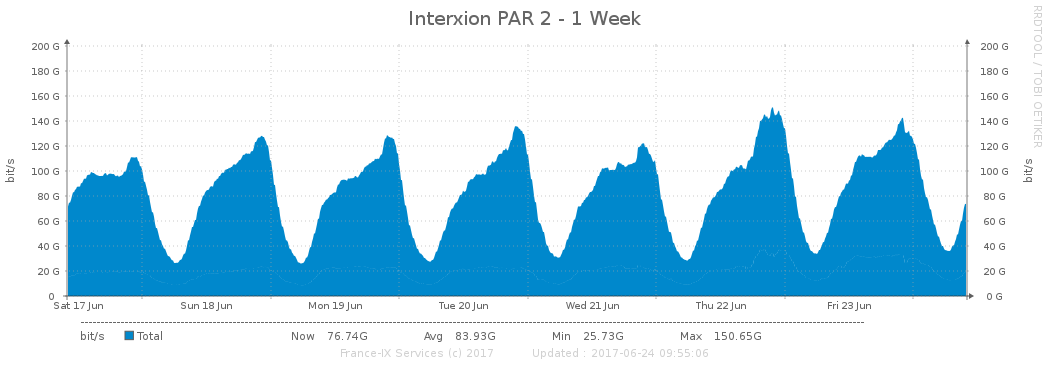 Interxion PAR 2 - 1 Week
RRDTOOL / TOBI OETIKER
bit/s
bit/s
200 G 200 G
180 G 180 G
160 G 160 G
140 G 140 G
120 G 120 G
100 G 100 G
80 G 80 G
60 G 60 G
40 G 40 G
20 G 20 G
0 0 G
Sat 17 Jun Sun 18 Jun Mon 19 Jun Tue 20 Jun Wed 21 Jun Thu 22 Jun Fri 23 Jun
bit/s Total Now 76.74G Avg 83.93G Min 25.73G Max 150.65G
France-IX Services (c) 2017 Updated : 2017-06-24 09:55:06